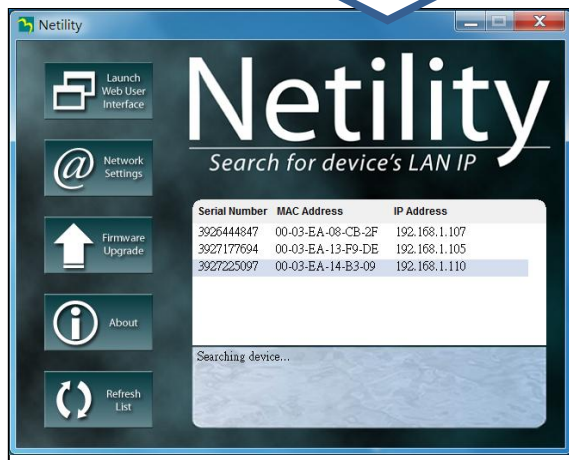 Netility
Launch
Web User
Interface
Network
Settings
Firmware
Upgrade
About
Refresh
List
Netility
Search for device's LAN IP
Serial Number MAC Address IP Address
3926444847 00-03-EA-08-CB-2F 192.168.1.107
3927177694 00-03-EA-13-F9-DE 192.168.1.105
3927225097 00-03-EA-14-B3-09 192.168.1.110
Searching device...